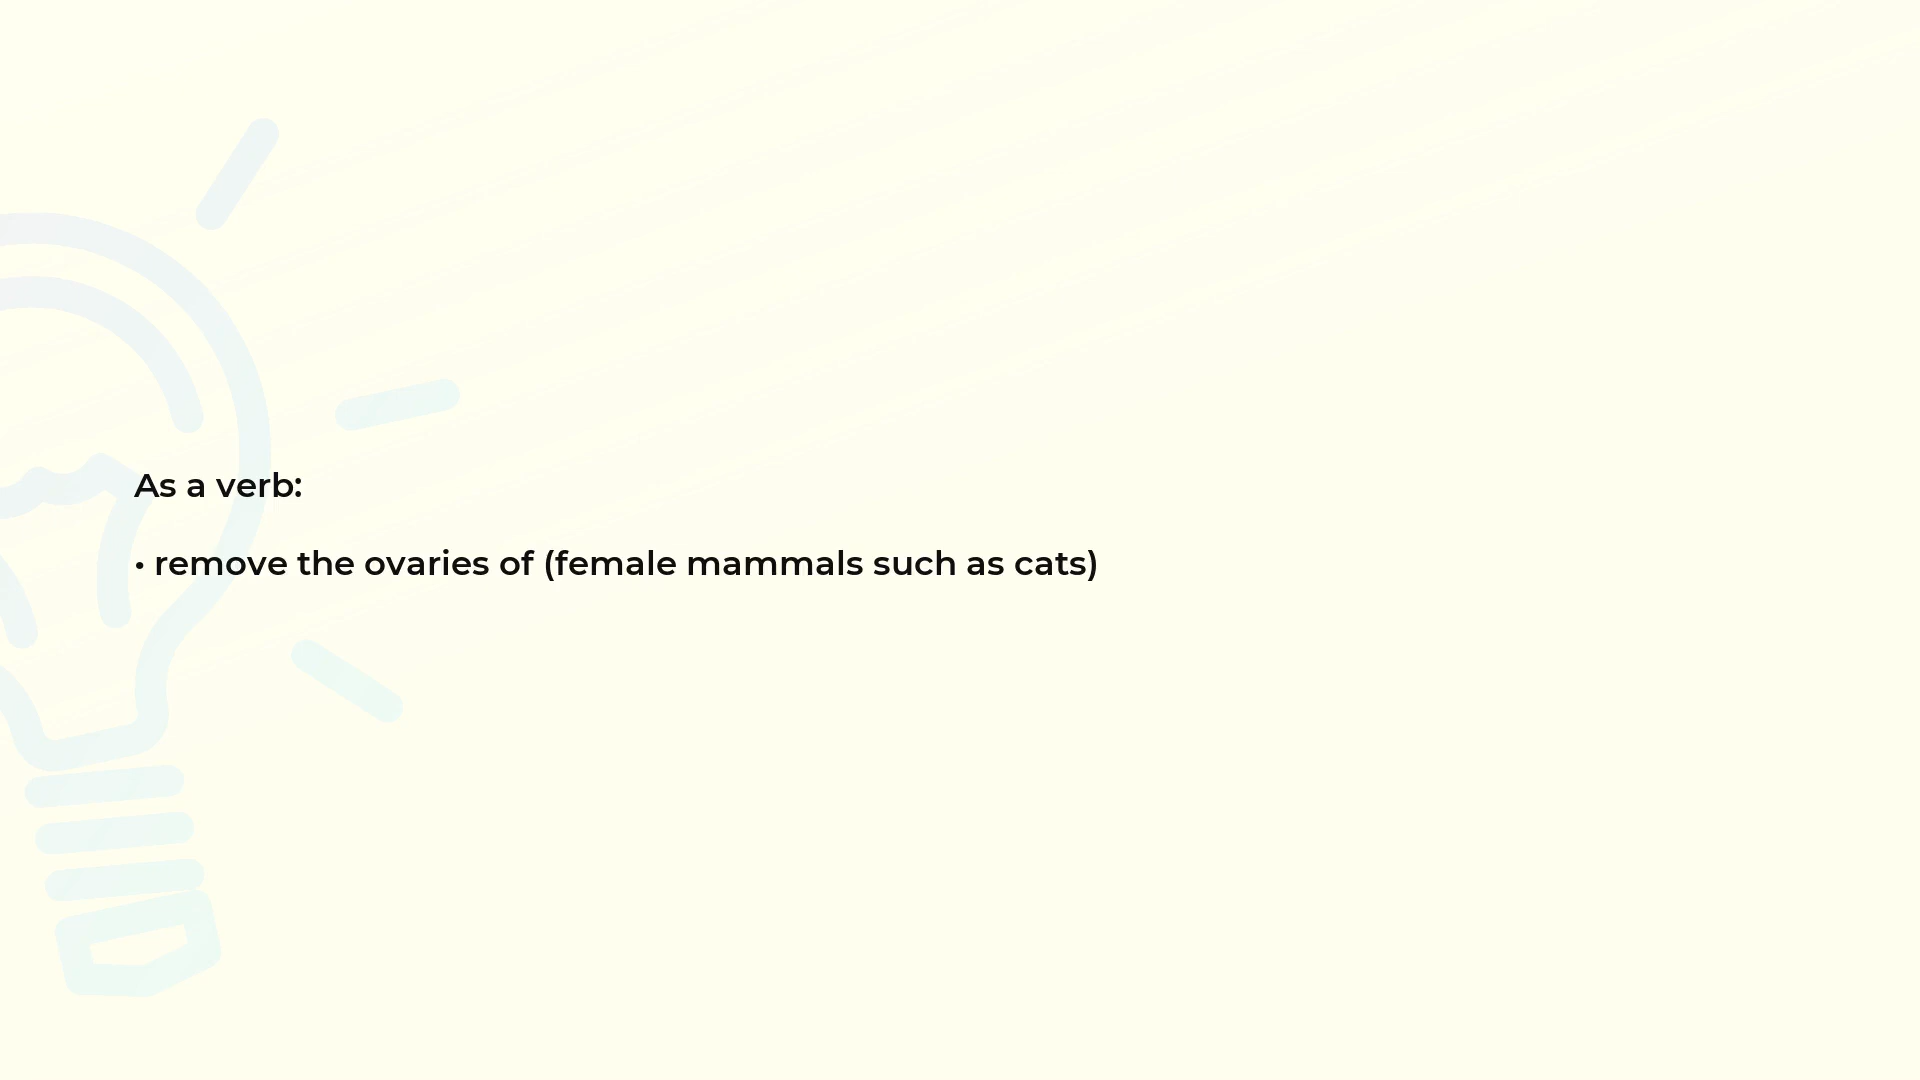 As a verb:
• remove the ovaries of (female mammals such as cats)